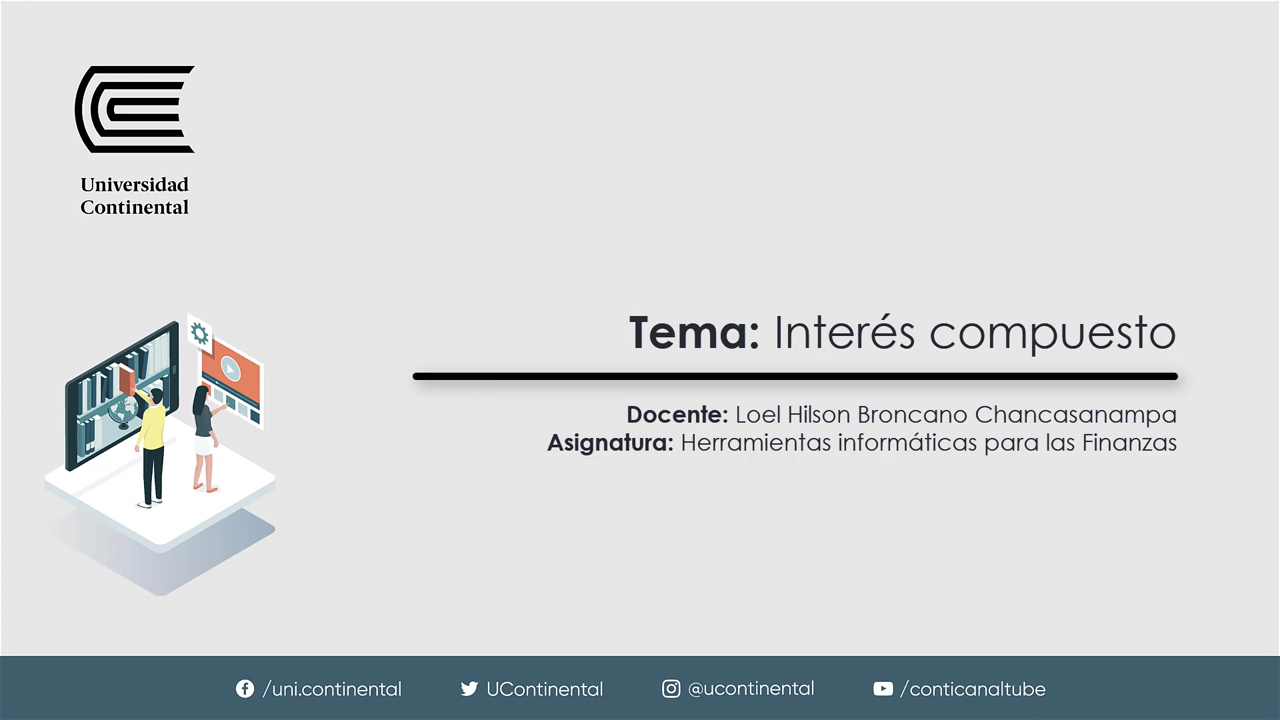 Universidad
Continental
Tema: Interés compuesto
Docente: Loel Hilson Broncano Chancasanampa
Asignatura: Herramientas informáticas para las Finanzas
/uni.continental
UContinental
@ucontinental
/conticanaltube